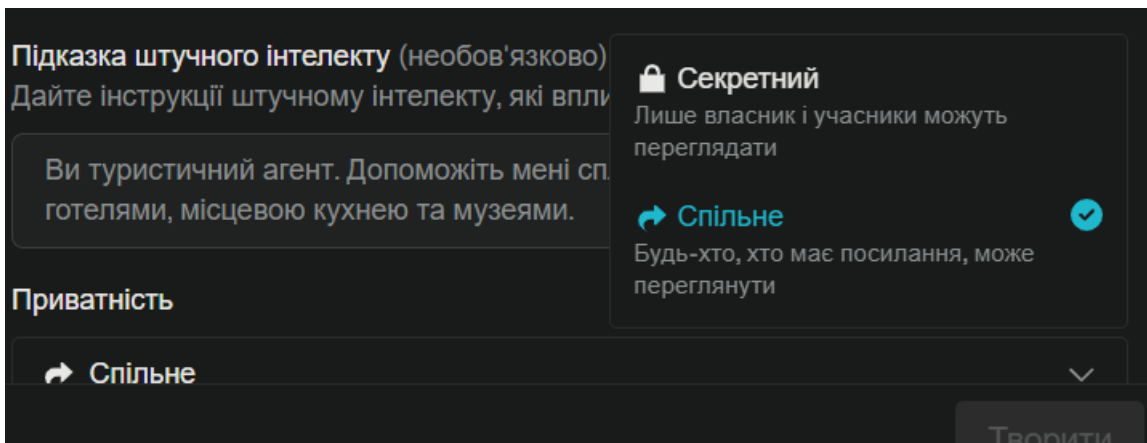 Підказка штучного інтелекту (необов'язково)
Дайте інструкції штучному інтелекту, які впли
Ви туристичний агент. Допоможіть мені сп
готелями, місцевою кухнею та музеями.
Приватність
Спільне
Секретний
Лише власник і учасники можуть
переглядати
Спільне
Будь-хто, хто має посилання, може
переглянути
Творити